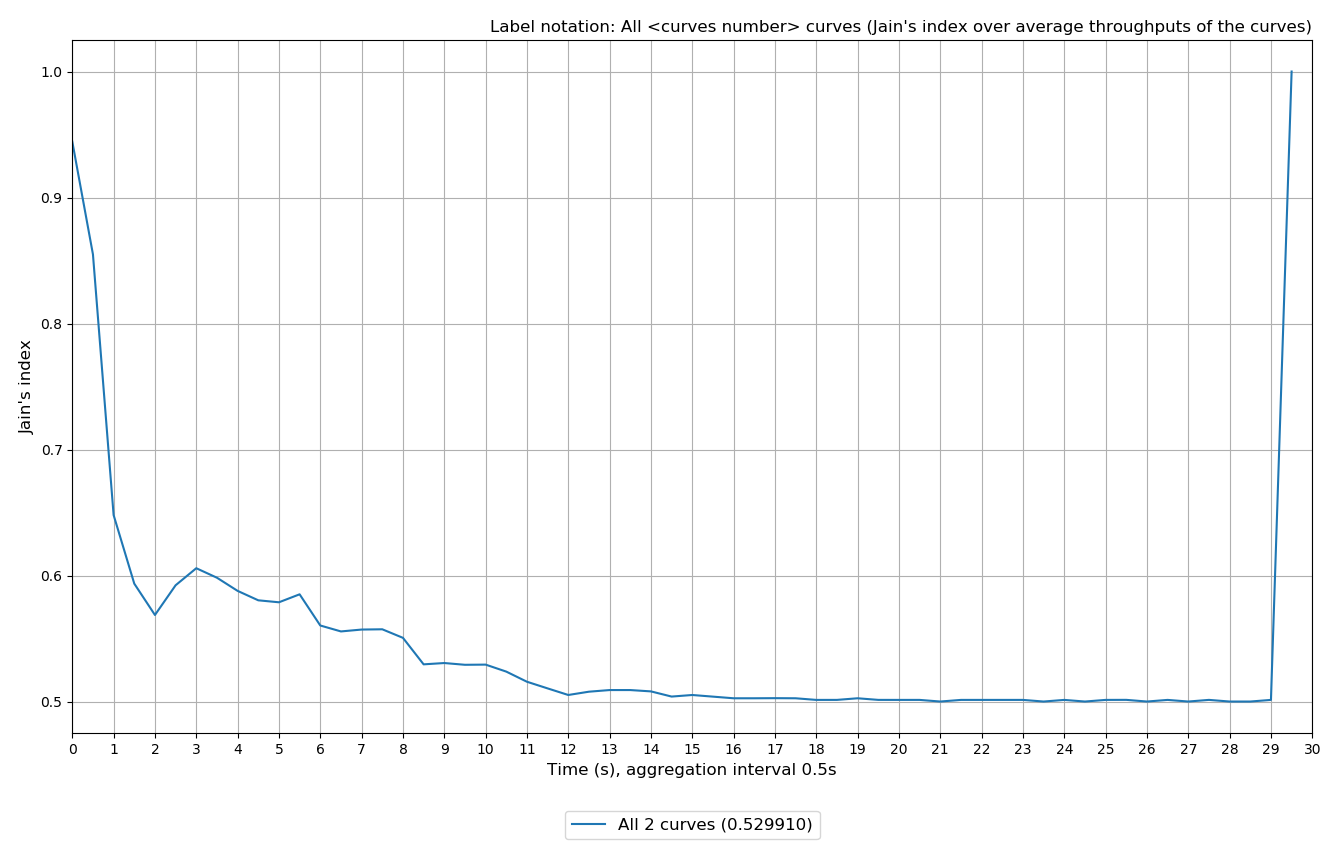 Label notation: All <curves number> curves (Jain's index over average throughputs of the curves)
1.0
0.9
0.8
0.7
0.6
0.5
Jain's index
0 1 2 3 4 5 6 7 8 9 10 11 12 13 14 15 16 17 18 19 20 21 22 23 24 25 26 27 28 29 30
Time (s), aggregation interval 0.5s
All 2 curves (0.529910)